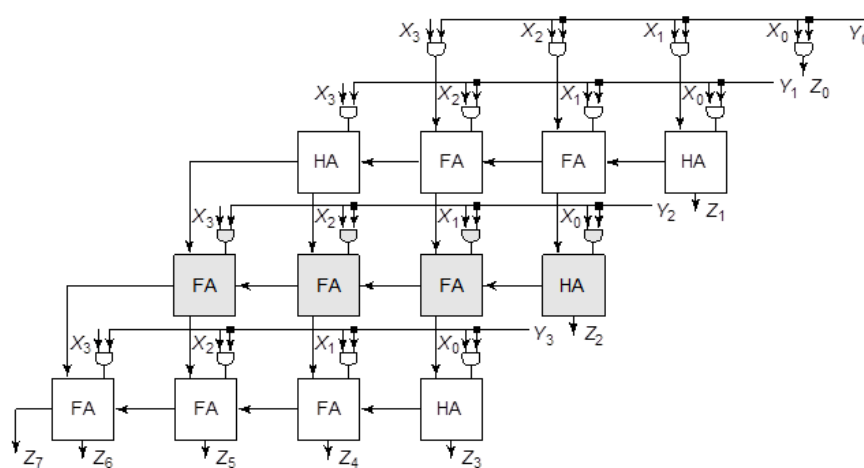 X3 X2 X1 X0 Y0
X3 X2 X1 X0 Y1 Z0
HA FA FA HA
X3 X2 X1 X0 Y2 Z1
FA FA FA HA
X3 X2 X1 X0 Y3 Z2
FA FA FA HA
Z7 Z6 Z5 Z4 Z3